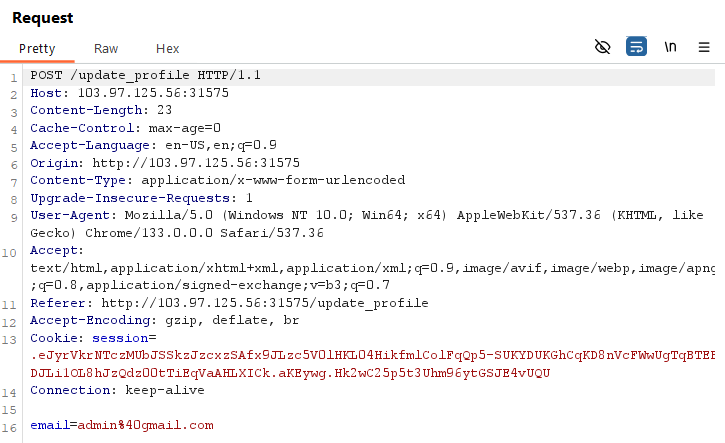 Request
Pretty Raw Hex
\n
1 POST /update_profile HTTP/1.1
2 Host: 103.97.125.56:31575
3 Content-Length: 23
4 Cache-Control: max-age=0
5 Accept-Language: en-US,en;q=0.9
6 Origin: http://103.97.125.56:31575
7 Content-Type: application/x-www-form-urlencoded
8 Upgrade-Insecure-Requests: 1
9 User-Agent: Mozilla/5.0 (Windows NT 10.0; Win64; x64) AppleWebKit/537.36 (KHTML, like
Gecko) Chrome/133.0.0.0 Safari/537.36
10 Accept:
text/html,application/xhtml+xml,application/xml;q=0.9,image/avif,image/webp,image/apng
;q=0.8,application/signed-exchange;v=b3;q=0.7
11 Referer: http://103.97.125.56:31575/update_profile
12 Accept-Encoding: gzip, deflate, br
13 Cookie: session=
.eJyrVkrNTczMUbJSSkzJzcxzSAfx9JLzc5V0lHKL04HikfmlColFqQp5-SUKYDUKGhCqKD8nVcFWwUgTqBTEB
DJLi1OL8hJzQdz0OtTiEqVaAHLXICk.aKEywg.Hk2wC25p5t3Uhm96ytGSJE4vUQU
14 Connection: keep-alive
15
16 email=admin%40gmail.com